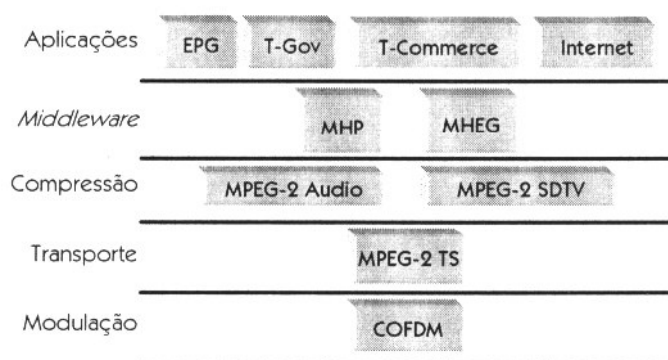 Aplicações EPG T-Gov T-Commerce Internet
Middleware MHP MHEG
Compressão MPEG-2 Audio MPEG-2 SDTV
Transporte MPEG-2 TS
Modulação COFDM